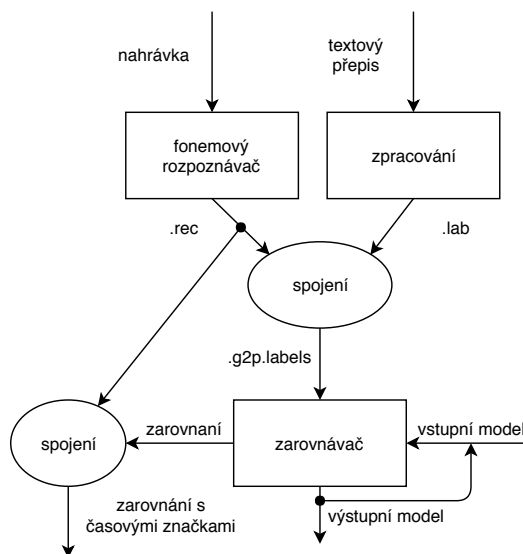 nahrávka
textový
přepis
fonemový
rozpoznávač
zpracování
.rec
.lab
spojení
.g2p.labels
spojení
zarovnaní
zarovnávač
vstupní model
zarovnání s
časovými značkami
výstupní model